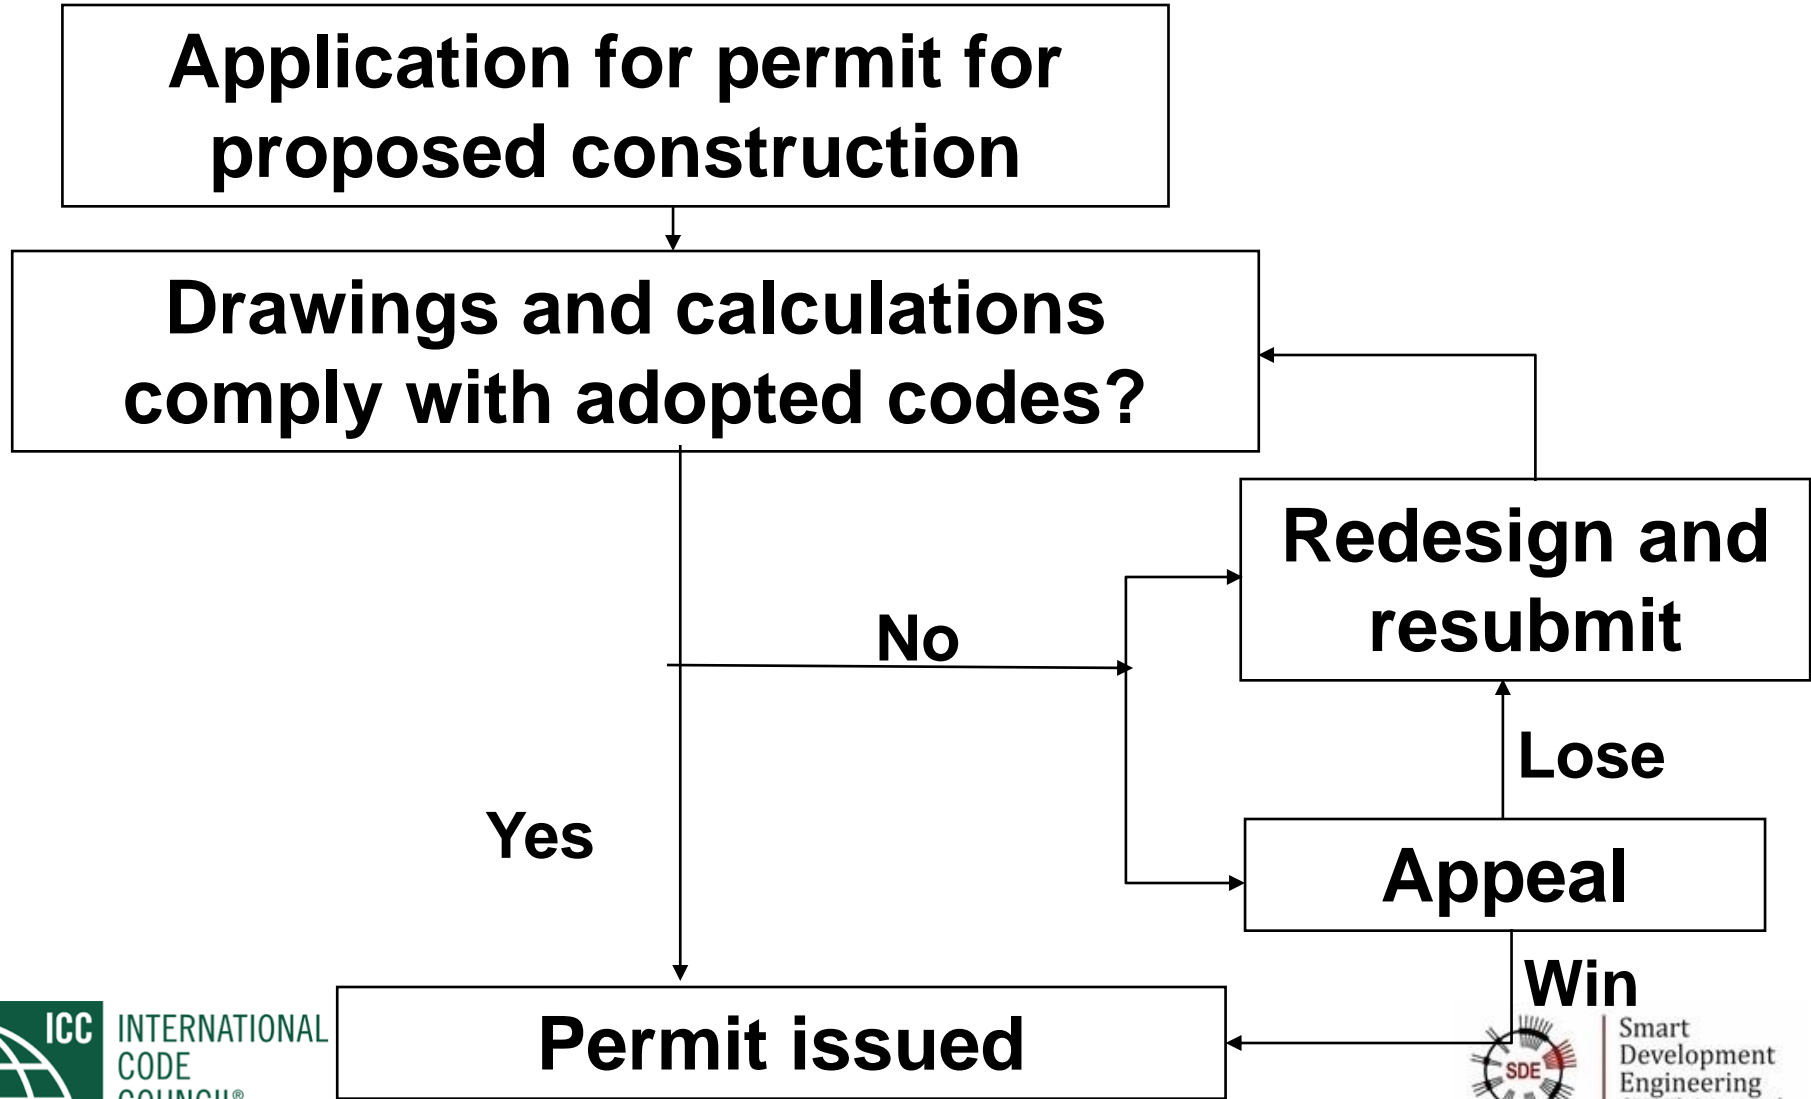 Application for permit for
proposed construction
Drawings and calculations
comply with adopted codes?
Redesign and
resubmit
No
Lose
Yes
Appeal
Win
Permit issued
ICC
INTERNATIONAL
CODE
COUNCIL®
SDE
Smart
Development
Engineering